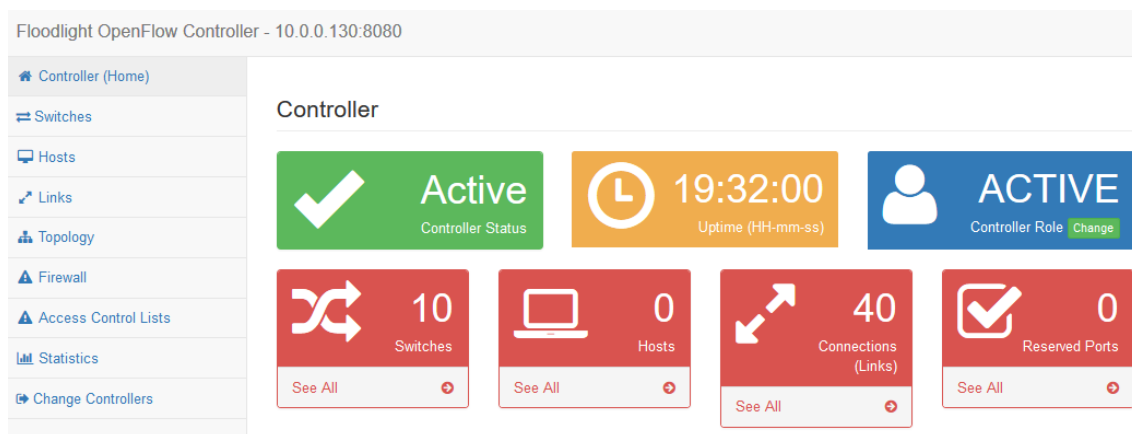 Floodlight OpenFlow Controller - 10.0.0.130:8080
Controller (Home)
Switches
Hosts
Links
Topology
Firewall
Access Control Lists
Statistics
Change Controllers
Controller
Active
Controller Status
19:32:00
Uptime (HH-mm-ss)
ACTIVE
Controller Role Change
10
Switches
See All
0
Hosts
See All
40
Connections
(Links)
See All
0
Reserved Ports
See All